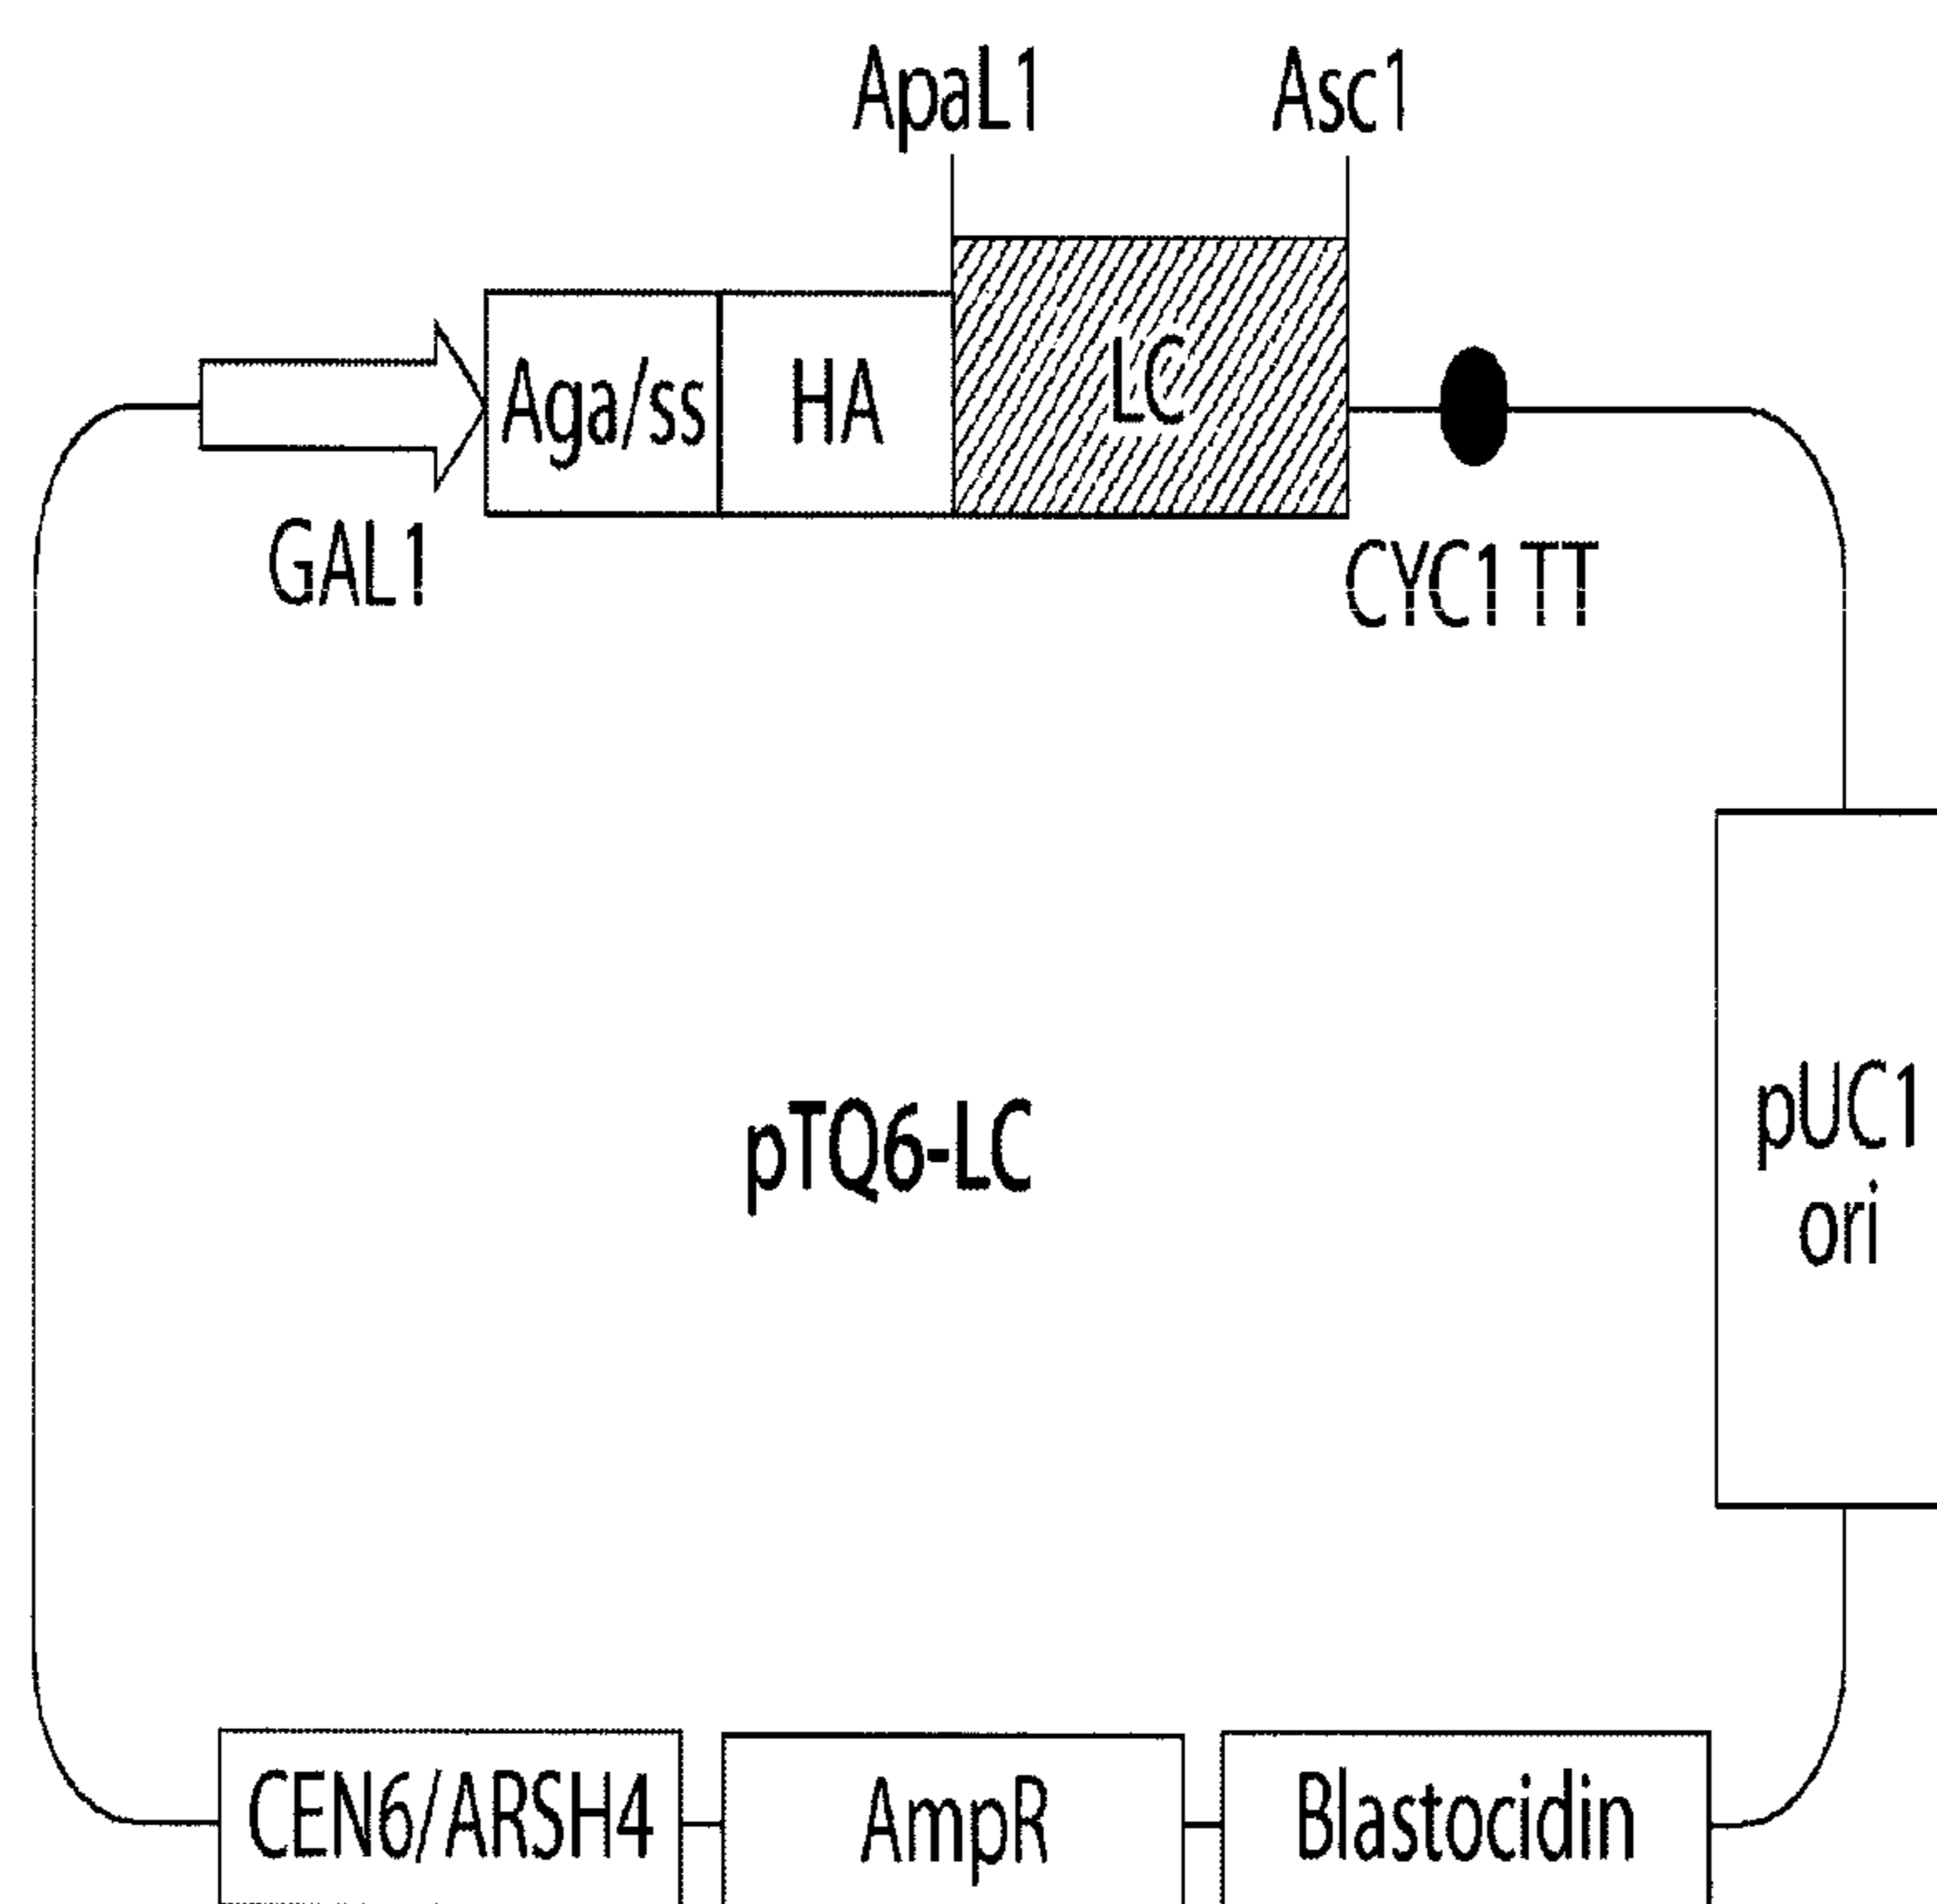 ApaL1
Asc1
Aga/ss
HA
LC
GAL1
CYC1 TT
pUC1
ori
pTQ6-LC
CEN6/ARSH4
AmpR
Blastocidin